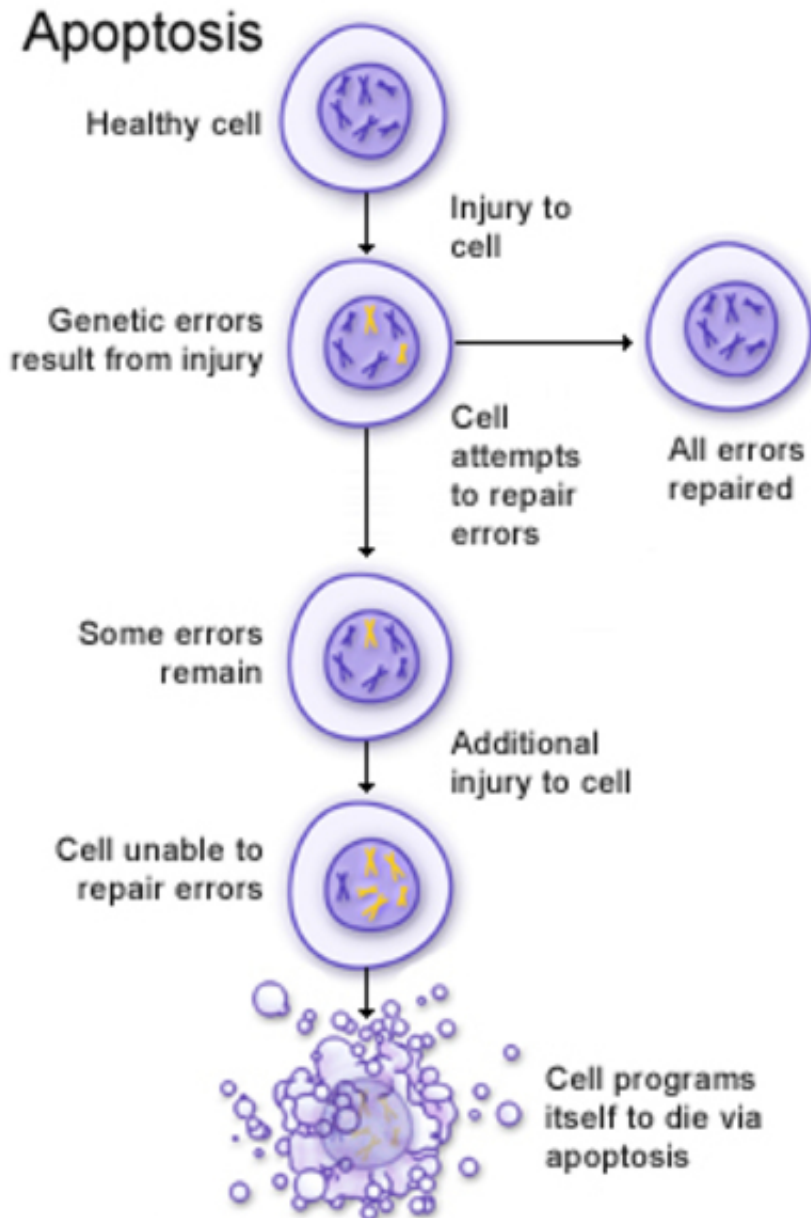 Apoptosis
Healthy cell
Injury to
cell
Genetic errors
result from injury
Cell
attempts
to repair
errors
All errors
repaired
Some errors
remain
Additional
injury to cell
Cell unable to
repair errors
Cell programs
itself to die via
apoptosis